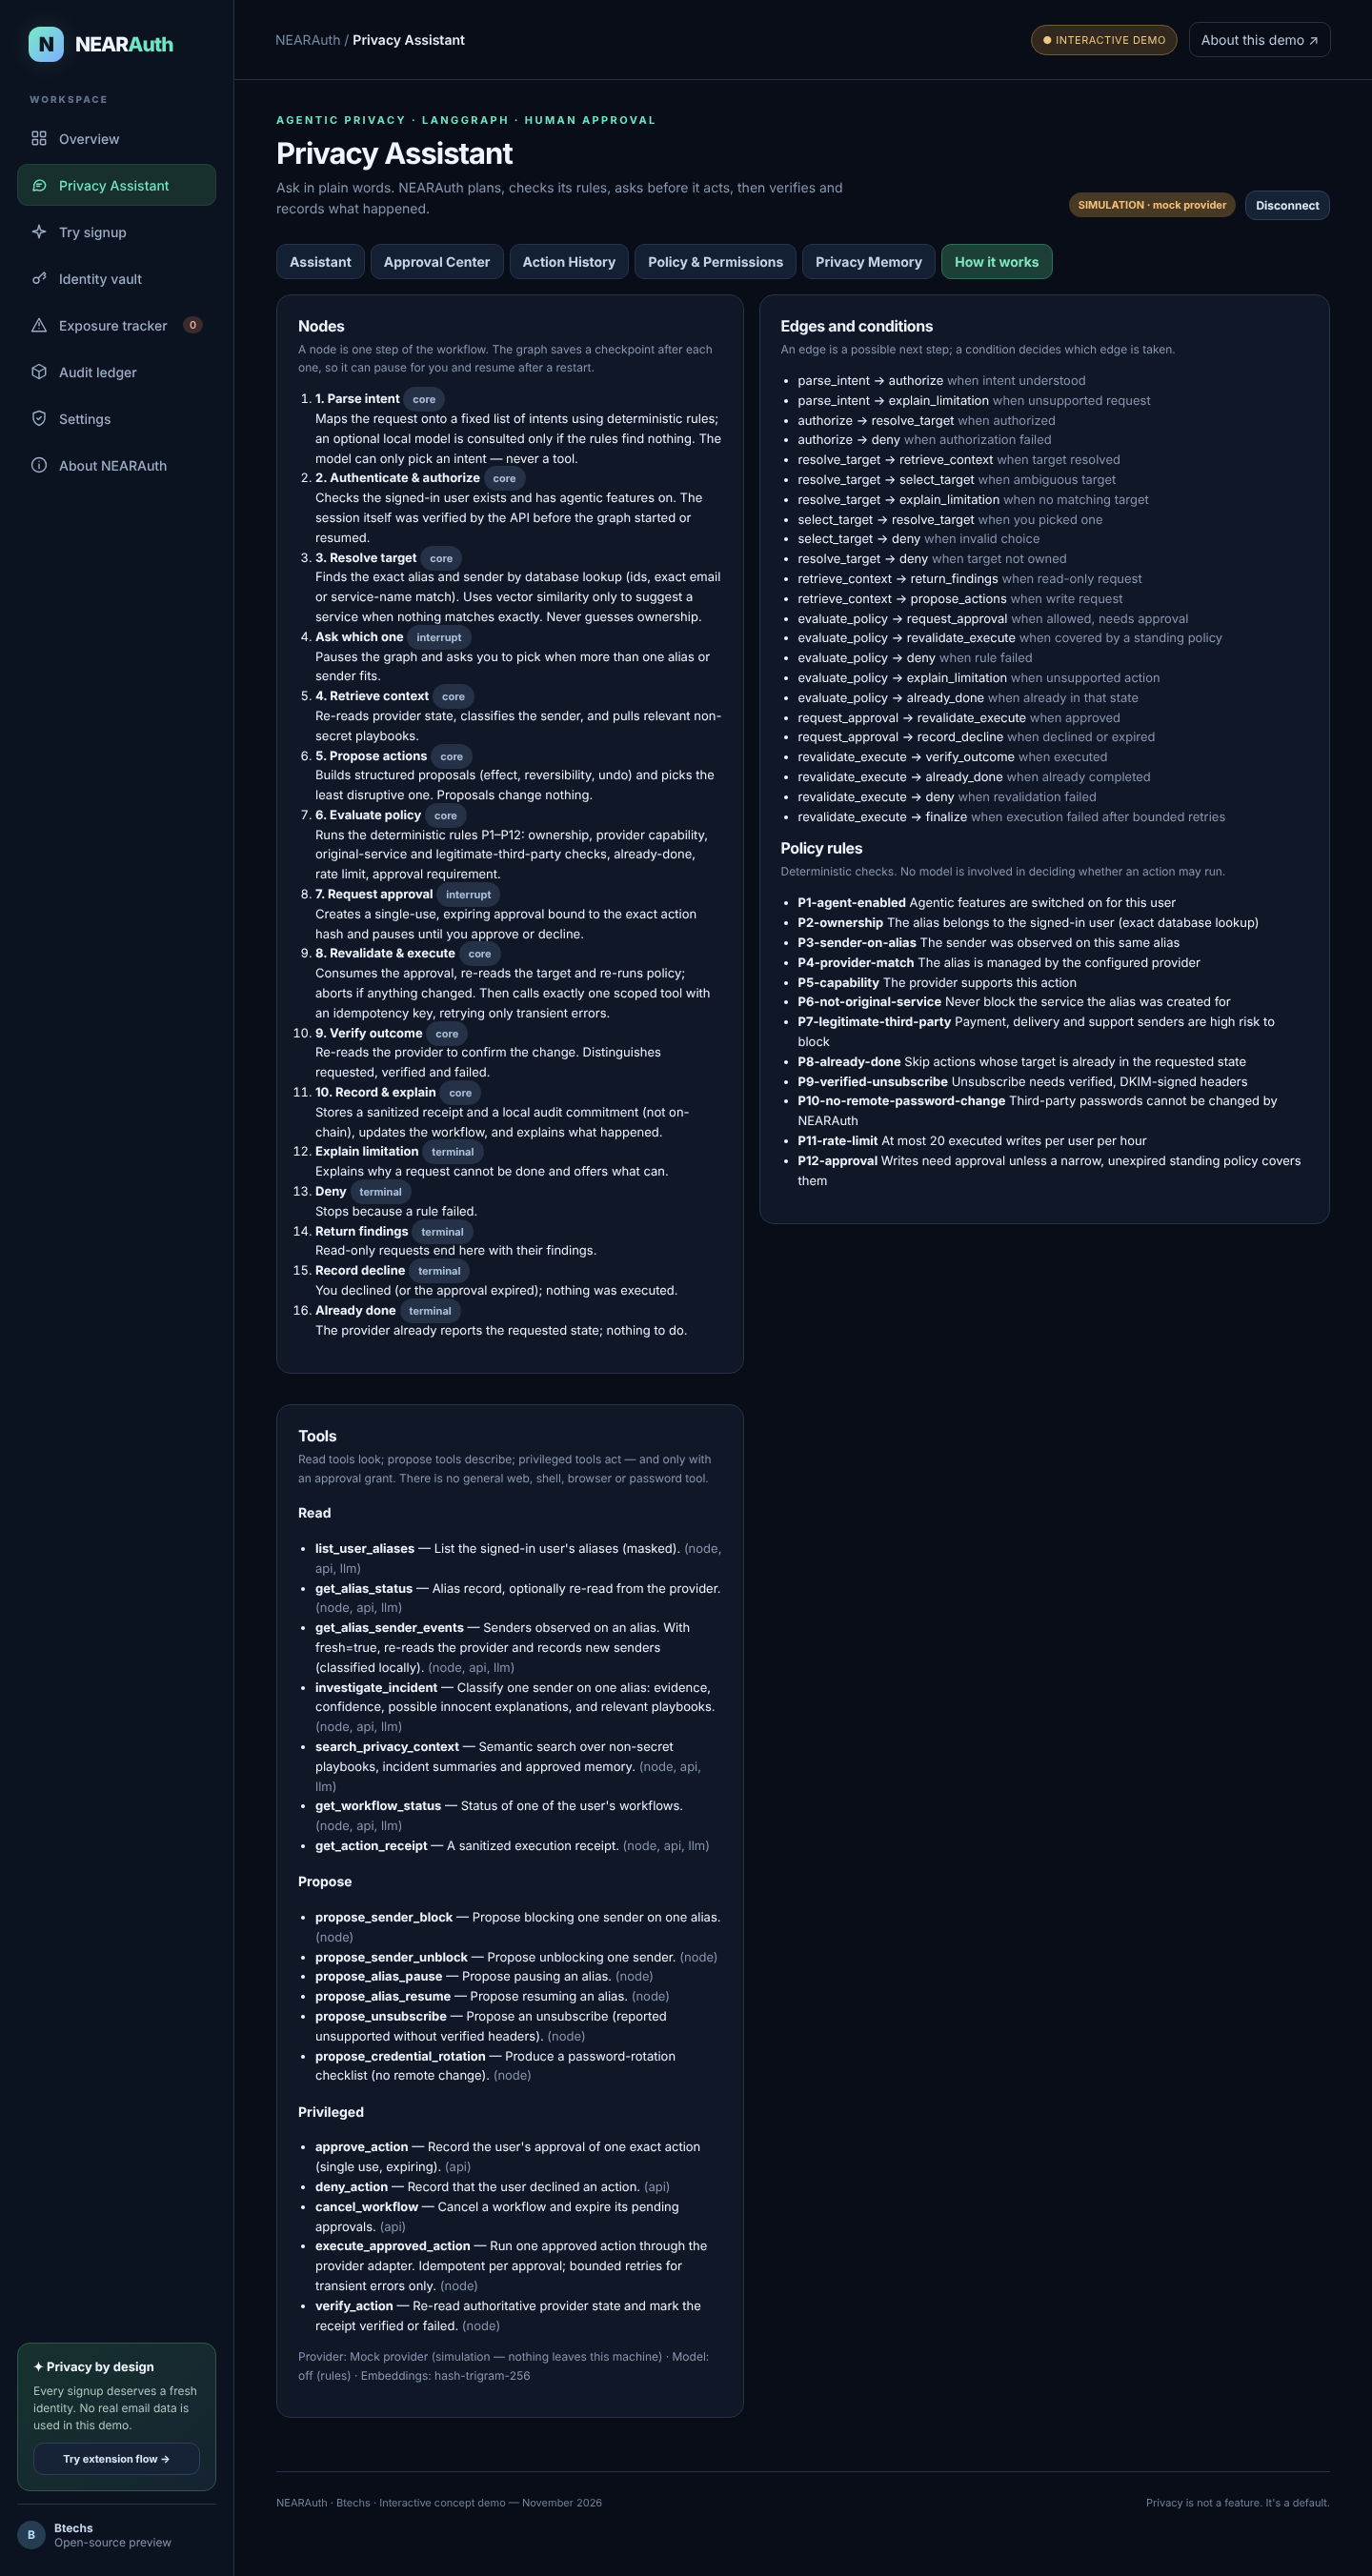 N NEARAuth
WORKSPACE
Overview
Privacy Assistant
Try signup
Identity vault
Exposure tracker 0
Audit ledger
Settings
About NEARAuth
✦ Privacy by design
Every signup deserves a fresh
identity. No real email data is
used in this demo.
Try extension flow →
B Btechs
Open-source preview
NEARAuth / Privacy Assistant
● INTERACTIVE DEMO
About this demo ↗
AGENTIC PRIVACY · LANGGRAPH · HUMAN APPROVAL
Privacy Assistant
Ask in plain words. NEARAuth plans, checks its rules, asks before it acts, then verifies and
records what happened.
SIMULATION · mock provider
Disconnect
Assistant
Approval Center
Action History
Policy & Permissions
Privacy Memory
How it works
Nodes
A node is one step of the workflow. The graph saves a checkpoint after each
one, so it can pause for you and resume after a restart.
1. 1. Parse intent core
Maps the request onto a fixed list of intents using deterministic rules;
an optional local model is consulted only if the rules find nothing. The
model can only pick an intent — never a tool.
2. 2. Authenticate & authorize core
Checks the signed-in user exists and has agentic features on. The
session itself was verified by the API before the graph started or
resumed.
3. 3. Resolve target core
Finds the exact alias and sender by database lookup (ids, exact email
or service-name match). Uses vector similarity only to suggest a
service when nothing matches exactly. Never guesses ownership.
4. Ask which one interrupt
Pauses the graph and asks you to pick when more than one alias or
sender fits.
5. 4. Retrieve context core
Re-reads provider state, classifies the sender, and pulls relevant non-
secret playbooks.
6. 5. Propose actions core
Builds structured proposals (effect, reversibility, undo) and picks the
least disruptive one. Proposals change nothing.
7. 6. Evaluate policy core
Runs the deterministic rules P1–P12: ownership, provider capability,
original-service and legitimate-third-party checks, already-done,
rate limit, approval requirement.
8. 7. Request approval interrupt
Creates a single-use, expiring approval bound to the exact action
hash and pauses until you approve or decline.
9. 8. Revalidate & execute core
Consumes the approval, re-reads the target and re-runs policy;
aborts if anything changed. Then calls exactly one scoped tool with
an idempotency key, retrying only transient errors.
10. 9. Verify outcome core
Re-reads the provider to confirm the change. Distinguishes
requested, verified and failed.
11. 10. Record & explain core
Stores a sanitized receipt and a local audit commitment (not on-
chain), updates the workflow, and explains what happened.
12. Explain limitation terminal
Explains why a request cannot be done and offers what can.
13. Deny terminal
Stops because a rule failed.
14. Return findings terminal
Read-only requests end here with their findings.
15. Record decline terminal
You declined (or the approval expired); nothing was executed.
16. Already done terminal
The provider already reports the requested state; nothing to do.
Edges and conditions
An edge is a possible next step; a condition decides which edge is taken.
• parse_intent → authorize when intent understood
• parse_intent → explain_limitation when unsupported request
• authorize → resolve_target when authorized
• authorize → deny when authorization failed
• resolve_target → retrieve_context when target resolved
• resolve_target → select_target when ambiguous target
• resolve_target → explain_limitation when no matching target
• select_target → resolve_target when you picked one
• select_target → deny when invalid choice
• resolve_target → deny when target not owned
• retrieve_context → return_findings when read-only request
• retrieve_context → propose_actions when write request
• evaluate_policy → request_approval when allowed, needs approval
• evaluate_policy → revalidate_execute when covered by a standing policy
• evaluate_policy → deny when rule failed
• evaluate_policy → explain_limitation when unsupported action
• evaluate_policy → already_done when already in that state
• request_approval → revalidate_execute when approved
• request_approval → record_decline when declined or expired
• revalidate_execute → verify_outcome when executed
• revalidate_execute → already_done when already completed
• revalidate_execute → deny when revalidation failed
• revalidate_execute → finalize when execution failed after bounded retries
Policy rules
Deterministic checks. No model is involved in deciding whether an action may run.
• P1-agent-enabled Agentic features are switched on for this user
• P2-ownership The alias belongs to the signed-in user (exact database lookup)
• P3-sender-on-alias The sender was observed on this same alias
• P4-provider-match The alias is managed by the configured provider
• P5-capability The provider supports this action
• P6-not-original-service Never block the service the alias was created for
• P7-legitimate-third-party Payment, delivery and support senders are high risk to
block
• P8-already-done Skip actions whose target is already in the requested state
• P9-verified-unsubscribe Unsubscribe needs verified, DKIM-signed headers
• P10-no-remote-password-change Third-party passwords cannot be changed by
NEARAuth
• P11-rate-limit At most 20 executed writes per user per hour
• P12-approval Writes need approval unless a narrow, unexpired standing policy covers
them
Tools
Read tools look; propose tools describe; privileged tools act — and only with
an approval grant. There is no general web, shell, browser or password tool.
Read
• list_user_aliases — List the signed-in user's aliases (masked). (node,
api, llm)
• get_alias_status — Alias record, optionally re-read from the provider.
(node, api, llm)
• get_alias_sender_events — Senders observed on an alias. With
fresh=true, re-reads the provider and records new senders
(classified locally). (node, api, llm)
• investigate_incident — Classify one sender on one alias: evidence,
confidence, possible innocent explanations, and relevant playbooks.
(node, api, llm)
• search_privacy_context — Semantic search over non-secret
playbooks, incident summaries and approved memory. (node, api,
llm)
• get_workflow_status — Status of one of the user's workflows.
(node, api, llm)
• get_action_receipt — A sanitized execution receipt. (node, api, llm)
Propose
• propose_sender_block — Propose blocking one sender on one alias.
(node)
• propose_sender_unblock — Propose unblocking one sender. (node)
• propose_alias_pause — Propose pausing an alias. (node)
• propose_alias_resume — Propose resuming an alias. (node)
• propose_unsubscribe — Propose an unsubscribe (reported
unsupported without verified headers). (node)
• propose_credential_rotation — Produce a password-rotation
checklist (no remote change). (node)
Privileged
• approve_action — Record the user's approval of one exact action
(single use, expiring). (api)
• deny_action — Record that the user declined an action. (api)
• cancel_workflow — Cancel a workflow and expire its pending
approvals. (api)
• execute_approved_action — Run one approved action through the
provider adapter. Idempotent per approval; bounded retries for
transient errors only. (node)
• verify_action — Re-read authoritative provider state and mark the
receipt verified or failed. (node)
Provider: Mock provider (simulation — nothing leaves this machine) · Model:
off (rules) · Embeddings: hash-trigram-256
NEARAuth · Btechs · Interactive concept demo — November 2026
Privacy is not a feature. It's a default.